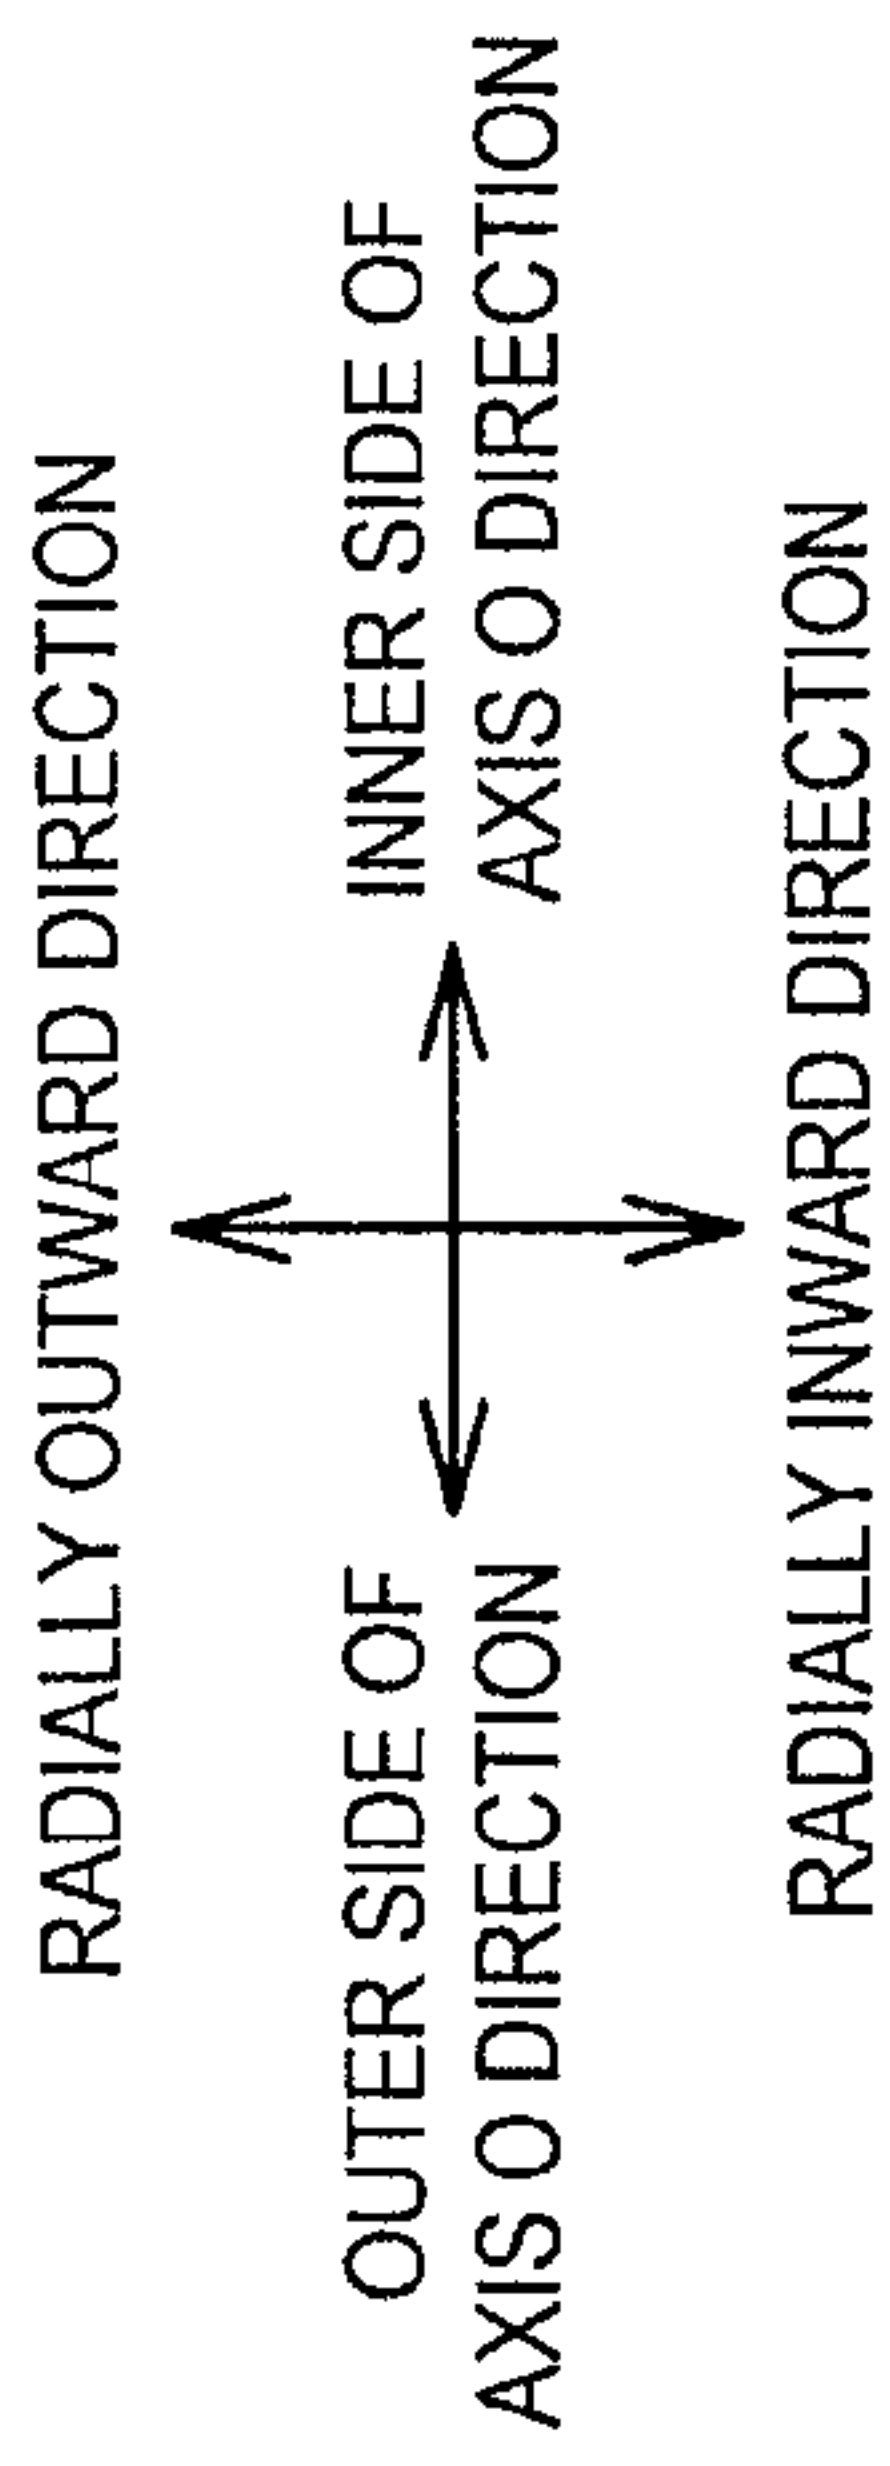 RADIALLY OUTWARD DIRECTION
OUTER SIDE OF
AXIS O DIRECTION
INNER SIDE OF
AXIS O DIRECTION
RADIALLY INWARD DIRECTION